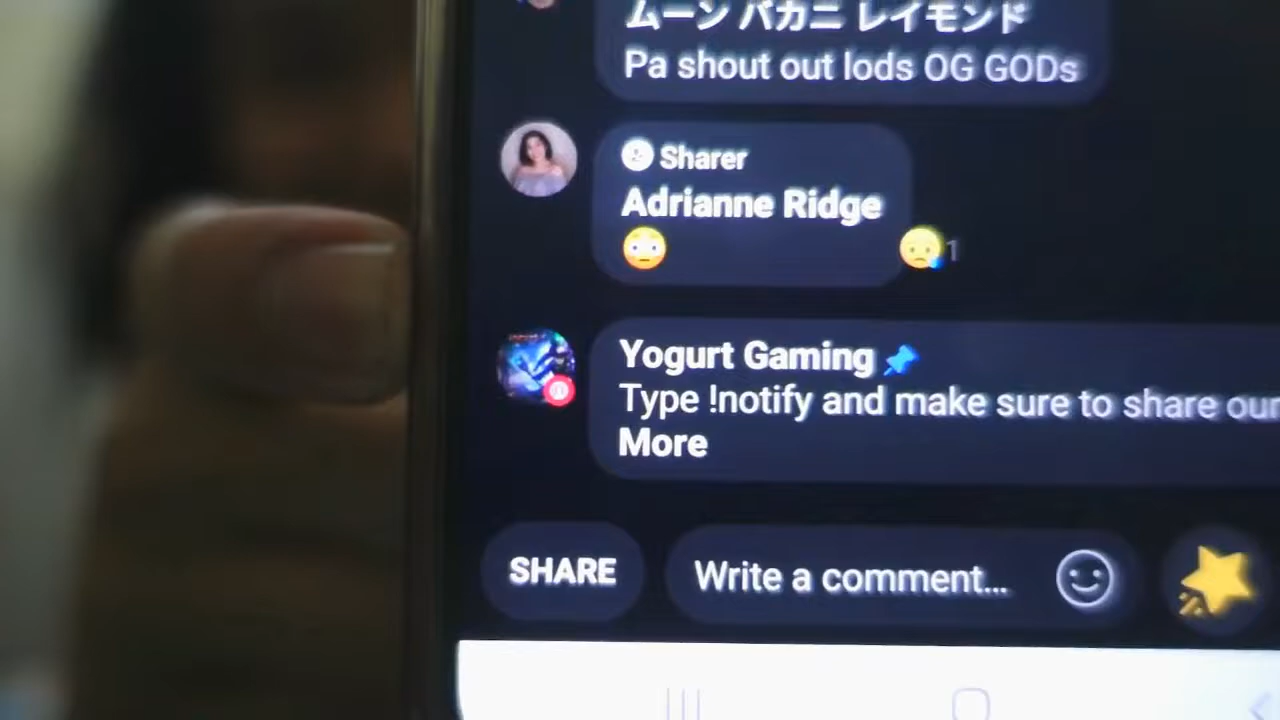 ムーン バカニ レイモンド
Pa shout out lods OG GODs
Sharer
Adrianne Ridge
1
Yogurt Gaming
Type !notify and make sure to share our
More
SHARE
Write a comment...